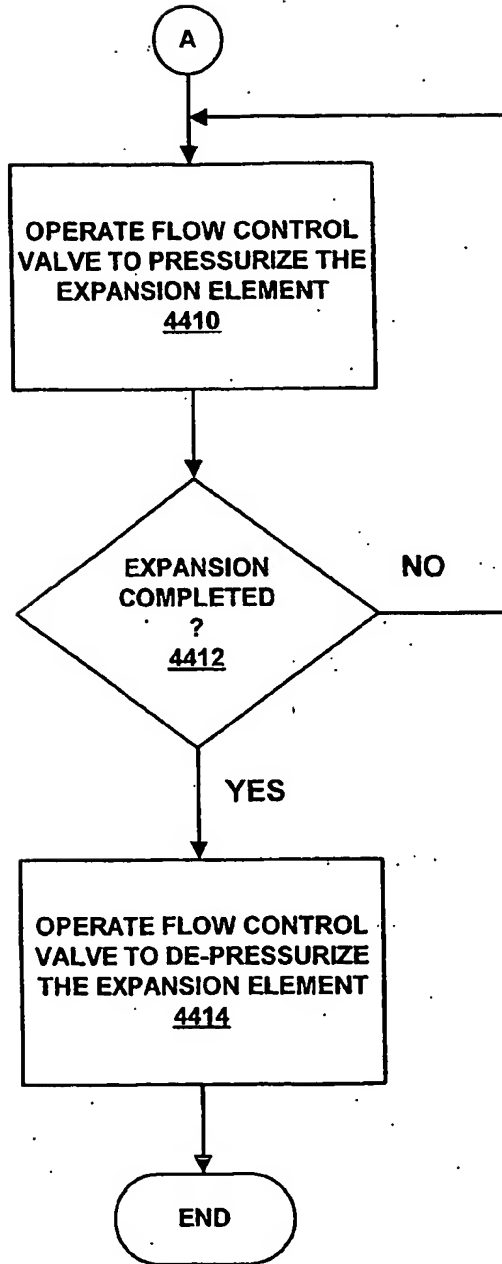 A
OPERATE FLOW CONTROL
VALVE TO PRESSURIZE THE
EXPANSION ELEMENT
4410
EXPANSION
COMPLETED
?
4412
NO
YES
OPERATE FLOW CONTROL
VALVE TO DE-PRESSURIZE
THE EXPANSION ELEMENT
4414
END